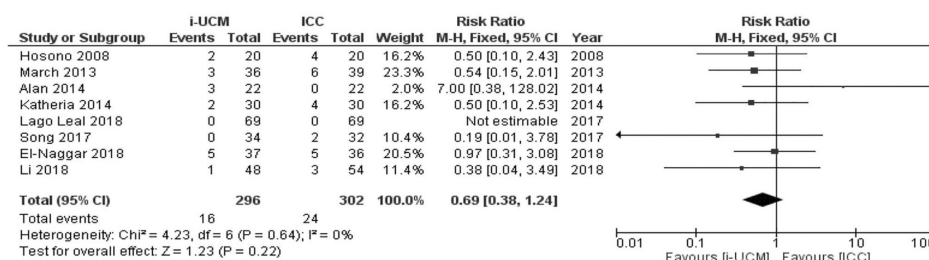 i-UCM ICC Risk Ratio Risk Ratio
Study or Subgroup Events Total Events Total Weight M-H, Fixed, 95% CI Year M-H, Fixed, 95% CI
Hosono 2008 2 20 4 20 16.2% 0.50 [0.10, 2.43] 2008
March 2013 3 36 6 39 23.3% 0.54 [0.15, 2.01] 2013
Alan 2014 3 22 0 22 2.0% 7.00 [0.38, 128.02] 2014
Katheria 2014 2 30 4 30 16.2% 0.50 [0.10, 2.53] 2014
Lago Leal 2018 0 69 0 69 Not estimable 2017
Song 2017 0 34 2 32 10.4% 0.19 [0.01, 3.78] 2017
El-Naggar 2018 5 37 5 36 20.5% 0.97 [0.31, 3.08] 2018
Li 2018 1 48 3 54 11.4% 0.38 [0.04, 3.49] 2018
Total (95% CI) 296 302 100.0% 0.69 [0.38, 1.24]
Total events 16 24
Heterogeneity: Chi² = 4.23, df = 6 (P = 0.64); I² = 0%
Test for overall effect: Z = 1.23 (P = 0.22)
0.01 0.1 1 10 100
Favours [i-UCM] Favours [ICC]